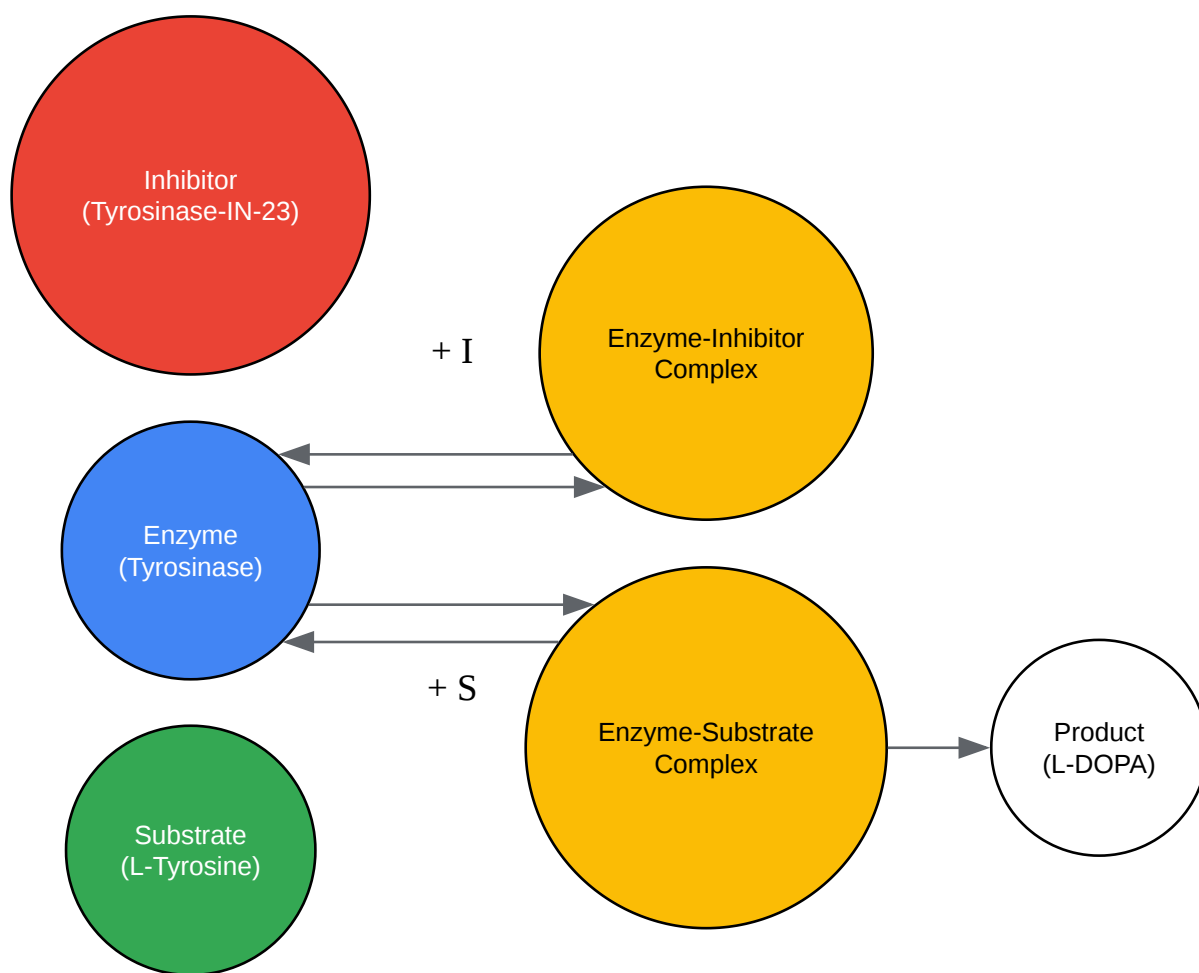 Inhibitor
(Tyrosinase-IN-23)
+ I
Enzyme-Inhibitor
Complex
Enzyme
(Tyrosinase)
+ S
Enzyme-Substrate
Complex
Product
(L-DOPA)
Substrate
(L-Tyrosine)